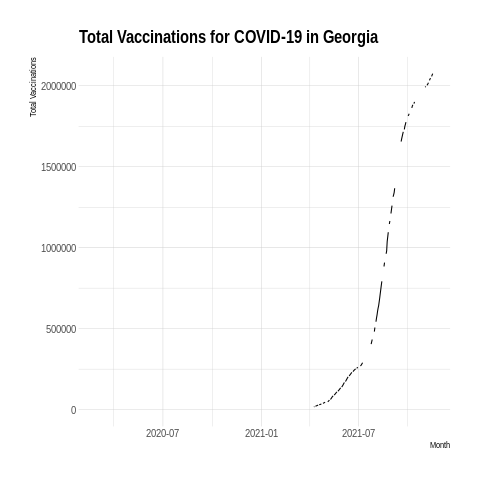 Total Vaccinations for COVID-19 in Georgia
Total Vaccinations
2000000
1500000
1000000
500000
0
2020-07 2021-01 2021-07
Month